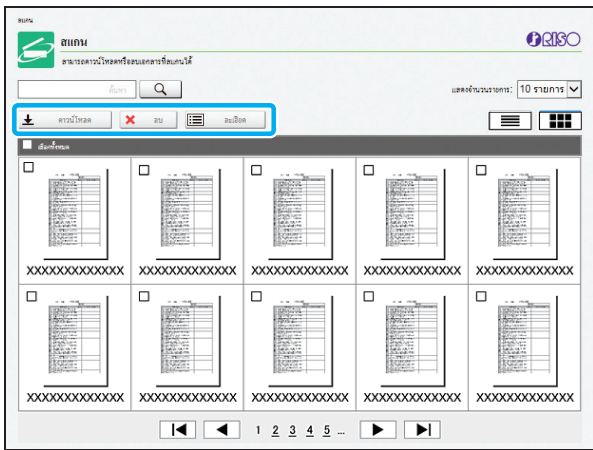 สแกน
สแกน
RISO
สามารถดาวน์โหลดหรือลบเอกสารที่สแกนได้
ค้นหา
แสดงจำนวนรายการ: 10 รายการ
ดาวน์โหลด ลบ ละเอียด
เลือกทั้งหมด
XXXXXXXXXXXXX XXXXXXXXXXXXX XXXXXXXXXXXXX XXXXXXXXXXXXX XXXXXXXXXXXXX
XXXXXXXXXXXXX XXXXXXXXXXXXX XXXXXXXXXXXXX XXXXXXXXXXXXX XXXXXXXXXXXXX
1 2 3 4 5 ...